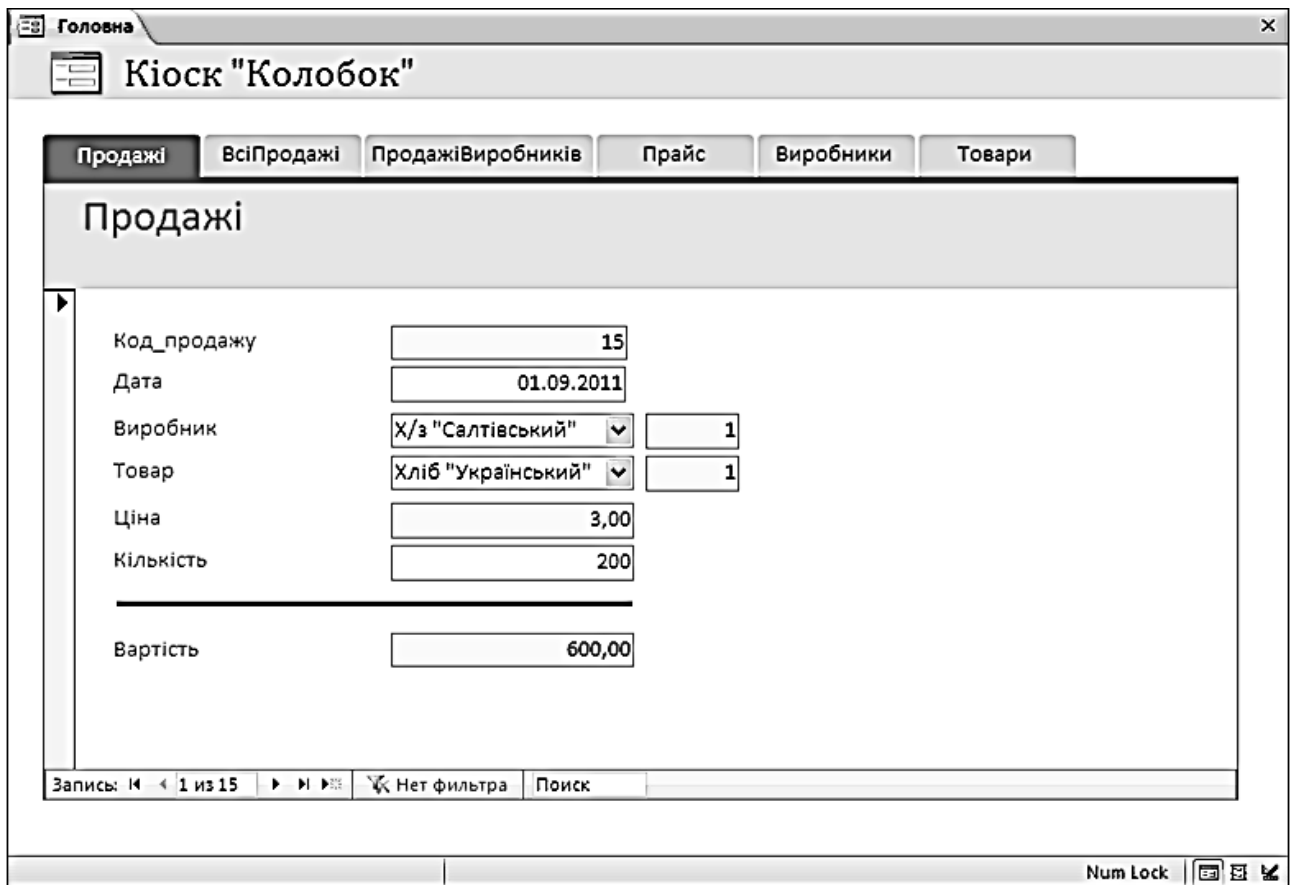 Головна
Кіоск "Колобок"
Продажі ВсіПродажі ПродажіВиробників Прайс Виробники Товари
Продажі
Код_продажу 15
Дата 01.09.2011
Виробник Х/з "Салтівський" 1
Товар Хліб "Український" 1
Ціна 3,00
Кількість 200
Вартість 600,00
Запись: 1 из 15 Нет фильтра Поиск
Num Lock